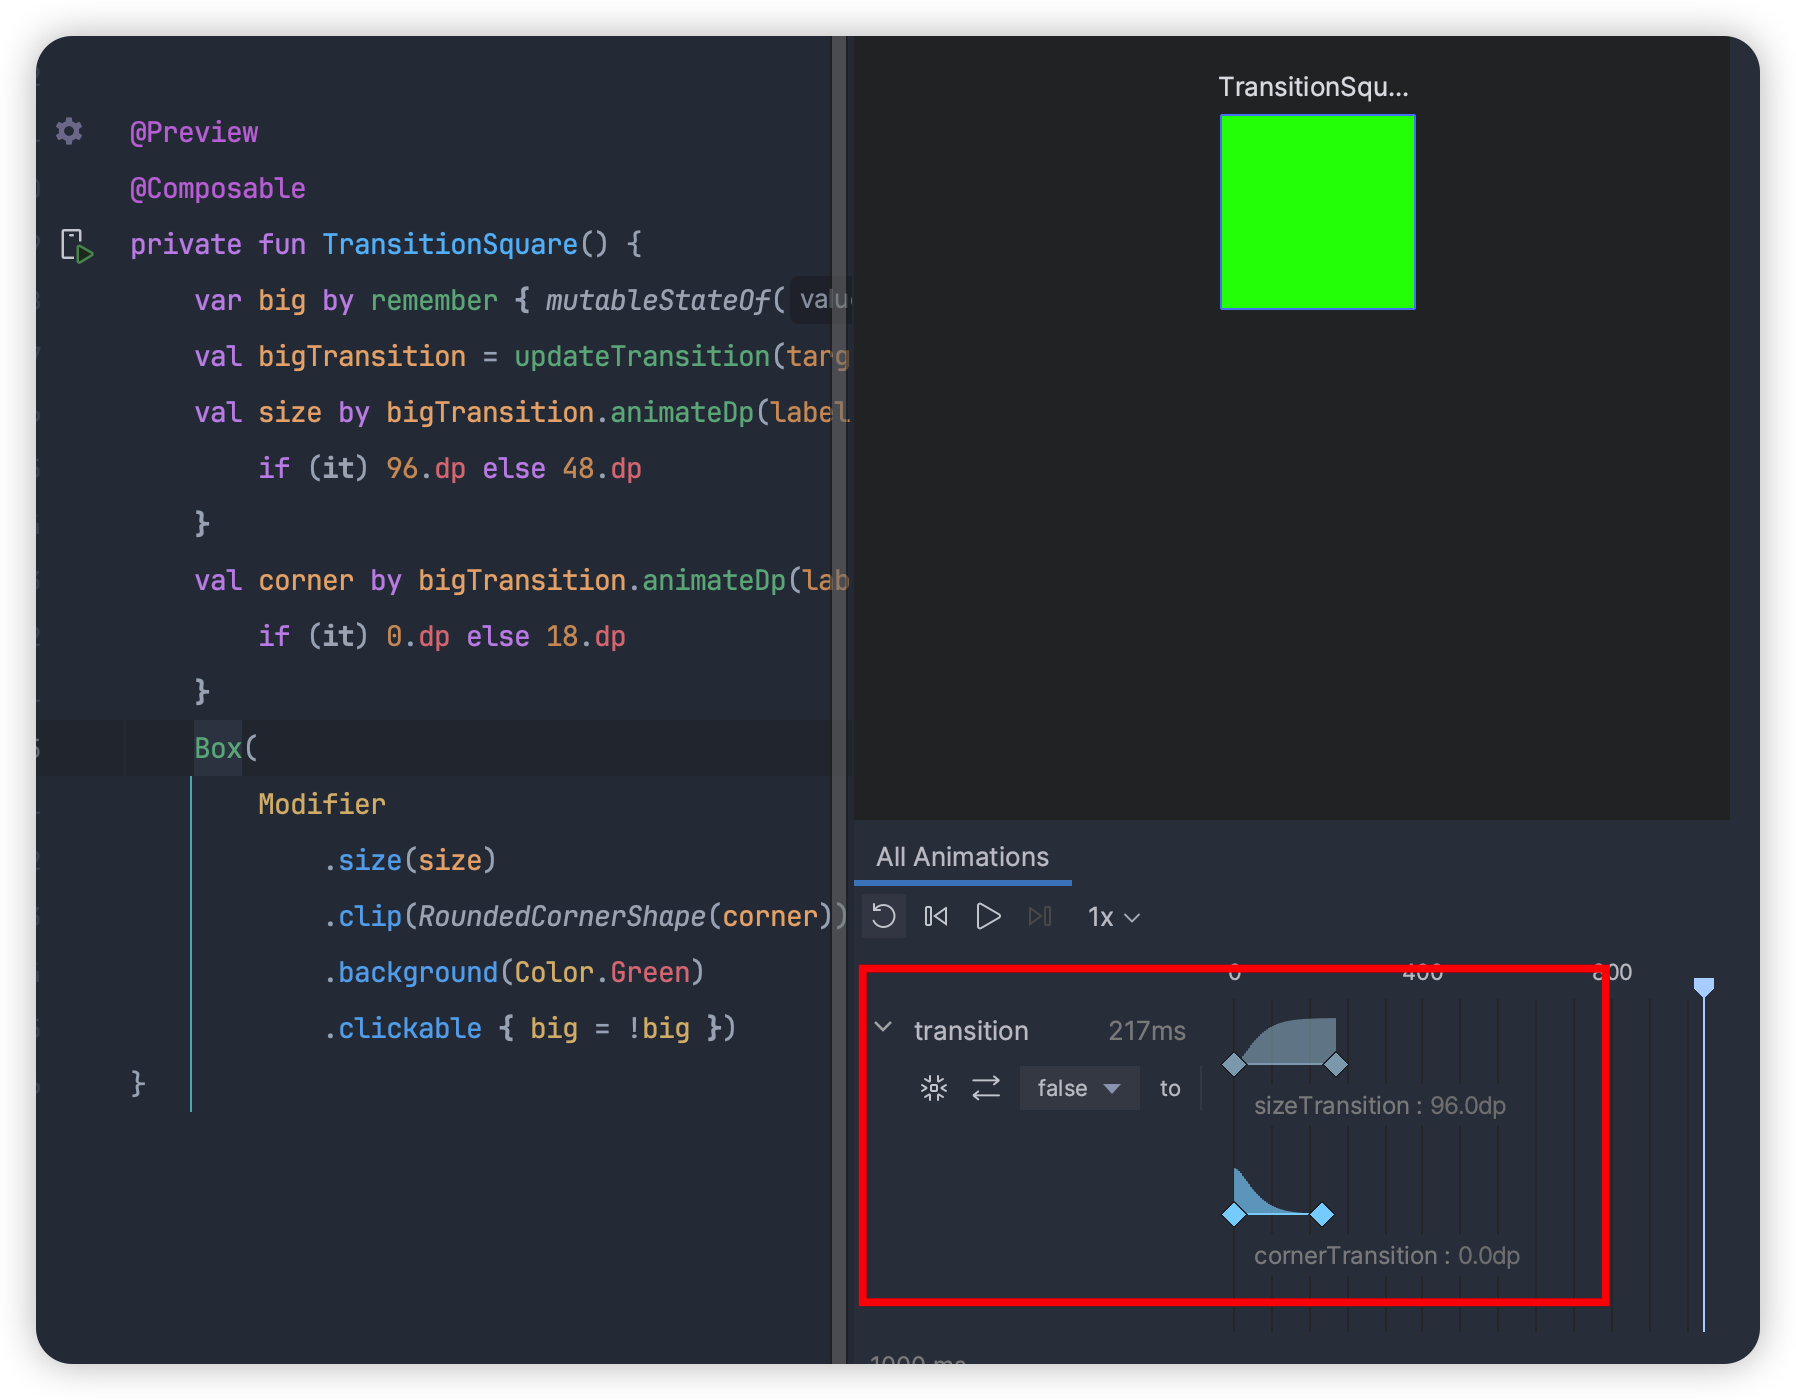 @Preview
@Composable
private fun TransitionSquare() {
var big by remember { mutableStateOf( valu
val bigTransition = updateTransition(targ
val size by bigTransition.animateDp(label
if (it) 96.dp else 48.dp
}
val corner by bigTransition.animateDp(lab
if (it) 0.dp else 18.dp
}
Box(
Modifier
.size(size)
.clip(RoundedCornerShape(corner))
.background(Color.Green)
.clickable { big = !big })
}
TransitionSqu...
All Animations
1x
0 400 800
transition 217ms
false to
sizeTransition : 96.0dp
cornerTransition : 0.0dp
1000 ms